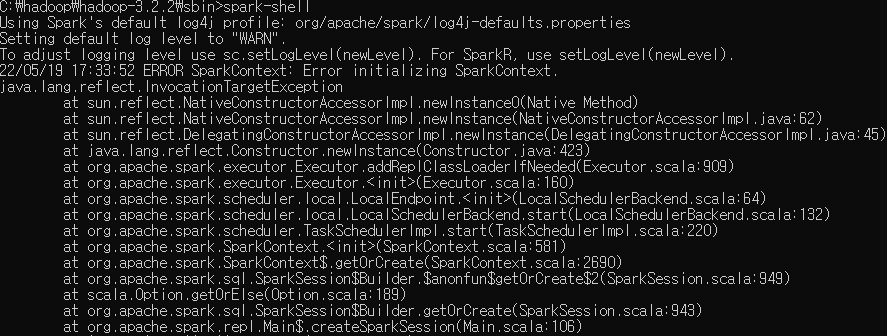 C:₩hadoop₩hadoop-3.2.2₩sbin>spark-shell
Using Spark's default log4j profile: org/apache/spark/log4j-defaults.properties
Setting default log level to "WARN".
To adjust logging level use sc.setLogLevel(newLevel). For SparkR, use setLogLevel(newLevel).
22/05/19 17:33:52 ERROR SparkContext: Error initializing SparkContext.
java.lang.reflect.InvocationTargetException
at sun.reflect.NativeConstructorAccessorImpl.newInstance0(Native Method)
at sun.reflect.NativeConstructorAccessorImpl.newInstance(NativeConstructorAccessorImpl.java:62)
at sun.reflect.DelegatingConstructorAccessorImpl.newInstance(DelegatingConstructorAccessorImpl.java:45)
at java.lang.reflect.Constructor.newInstance(Constructor.java:423)
at org.apache.spark.executor.Executor.addReplClassLoaderIfNeeded(Executor.scala:909)
at org.apache.spark.executor.Executor.<init>(Executor.scala:160)
at org.apache.spark.scheduler.local.LocalEndpoint.<init>(LocalSchedulerBackend.scala:64)
at org.apache.spark.scheduler.local.LocalSchedulerBackend.start(LocalSchedulerBackend.scala:132)
at org.apache.spark.scheduler.TaskSchedulerImpl.start(TaskSchedulerImpl.scala:220)
at org.apache.spark.SparkContext.<init>(SparkContext.scala:581)
at org.apache.spark.SparkContext$.getOrCreate(SparkContext.scala:2690)
at org.apache.spark.sql.SparkSession$Builder.$anonfun$getOrCreate$2(SparkSession.scala:949)
at scala.Option.getOrElse(Option.scala:189)
at org.apache.spark.sql.SparkSession$Builder.getOrCreate(SparkSession.scala:943)
at org.apache.spark.repl.Main$.createSparkSession(Main.scala:106)